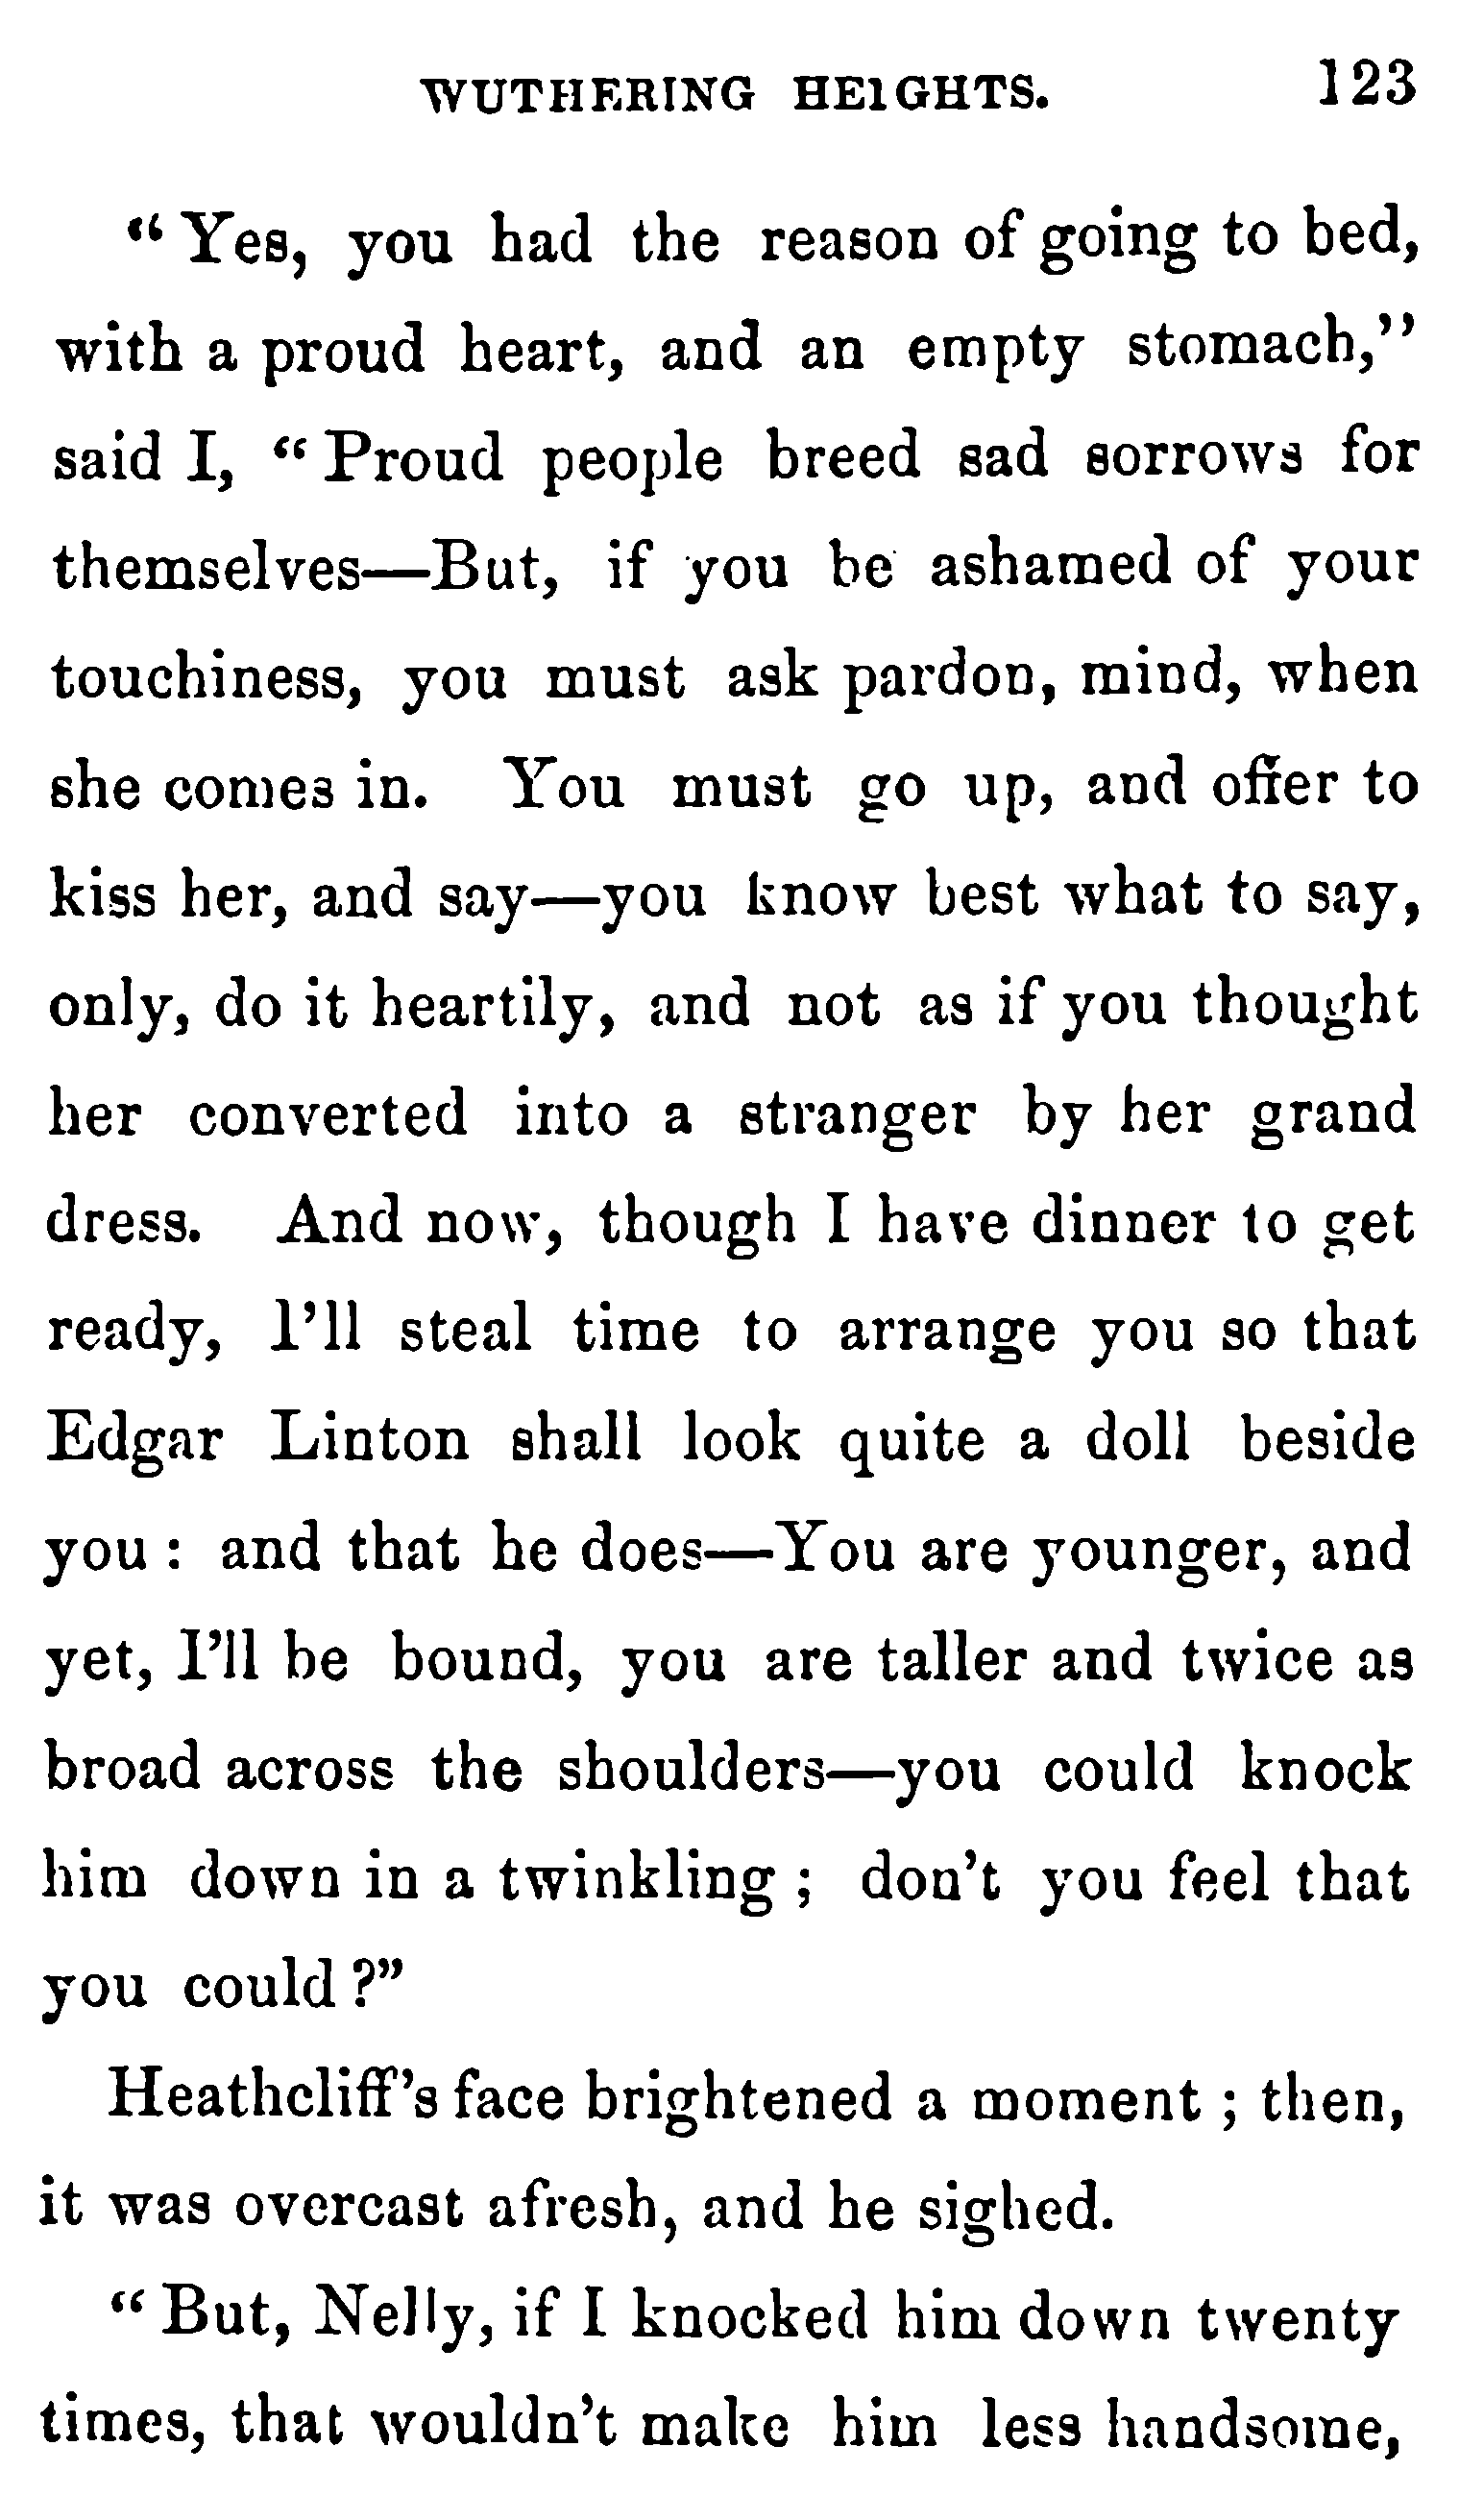 WUTHERING HEIGHTS. 123
“Yes, you had the reason of going to bed,
with a proud heart, and an empty stomach,”
said I, “Proud people breed sad sorrows for
themselves—But, if you be ashamed of your
touchiness, you must ask pardon, mind, when
she comes in. You must go up, and offer to
kiss her, and say—you know best what to say,
only, do it heartily, and not as if you thought
her converted into a stranger by her grand
dress. And now, though I have dinner to get
ready, I’ll steal time to arrange you so that
Edgar Linton shall look quite a doll beside
you : and that he does—You are younger, and
yet, I’ll be bound, you are taller and twice as
broad across the shoulders—you could knock
him down in a twinkling ; don’t you feel that
you could ?”
Heathcliff’s face brightened a moment ; then,
it was overcast afresh, and he sighed.
“But, Nelly, if I knocked him down twenty
times, that wouldn’t make him less handsome,